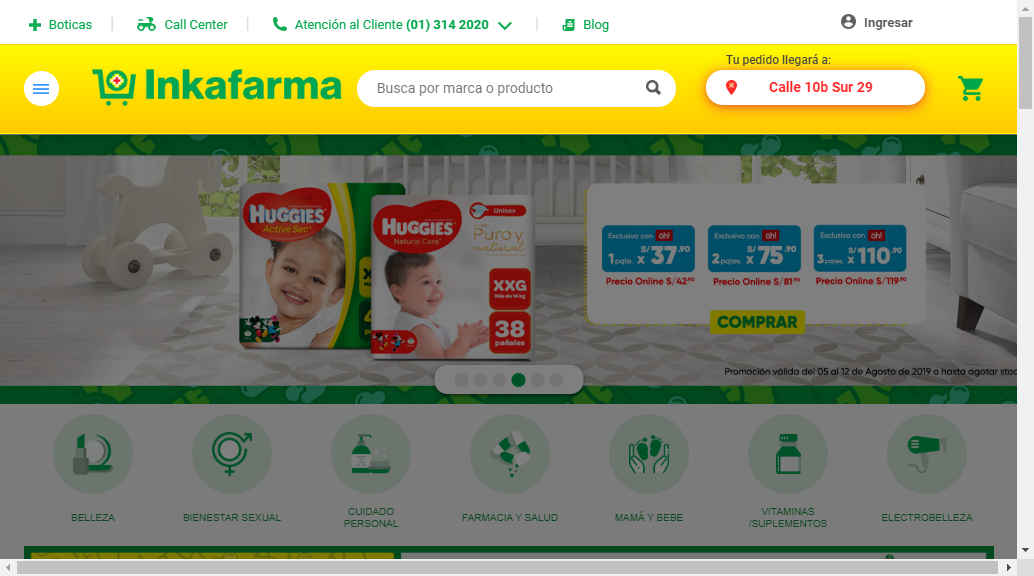 Boticas
Call Center
Atención al Cliente (01) 314 2020
Blog
Ingresar
Inkafarma
Busca por marca o producto
Tu pedido llegará a:
Calle 10b Sur 29
HUGGIES
Active Sec
HUGGIES
Natural Care
Unisex
Puro y
natural
XXG
Más de 14 kg
38
pañales
Exclusivo con oh!
1 pqte. x S/37.90
Precio Online S/42.90
Exclusivo con oh!
2 pqtes. x S/75.90
Precio Online S/81.90
Exclusivo con oh!
3 pqtes. x S/110.90
Precio Online S/119.90
COMPRAR
Promoción válida del 05 al 12 de Agosto de 2019 o hasta agotar stoc
BELLEZA
BIENESTAR SEXUAL
CUIDADO
PERSONAL
FARMACIA Y SALUD
MAMÁ Y BEBE
VITAMINAS
/SUPLEMENTOS
ELECTROBELLEZA